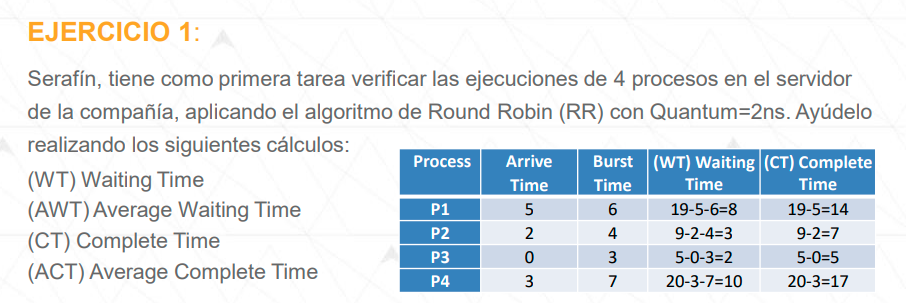 EJERCICIO 1:
Serafín, tiene como primera tarea verificar las ejecuciones de 4 procesos en el servidor
de la compañía, aplicando el algoritmo de Round Robin (RR) con Quantum=2ns. Ayúdelo
realizando los siguientes cálculos:
(WT) Waiting Time
(AWT) Average Waiting Time
(CT) Complete Time
(ACT) Average Complete Time
Process Arrive Time Burst Time (WT) Waiting Time (CT) Complete Time
P1 5 6 19-5-6=8 19-5=14
P2 2 4 9-2-4=3 9-2=7
P3 0 3 5-0-3=2 5-0=5
P4 3 7 20-3-7=10 20-3=17